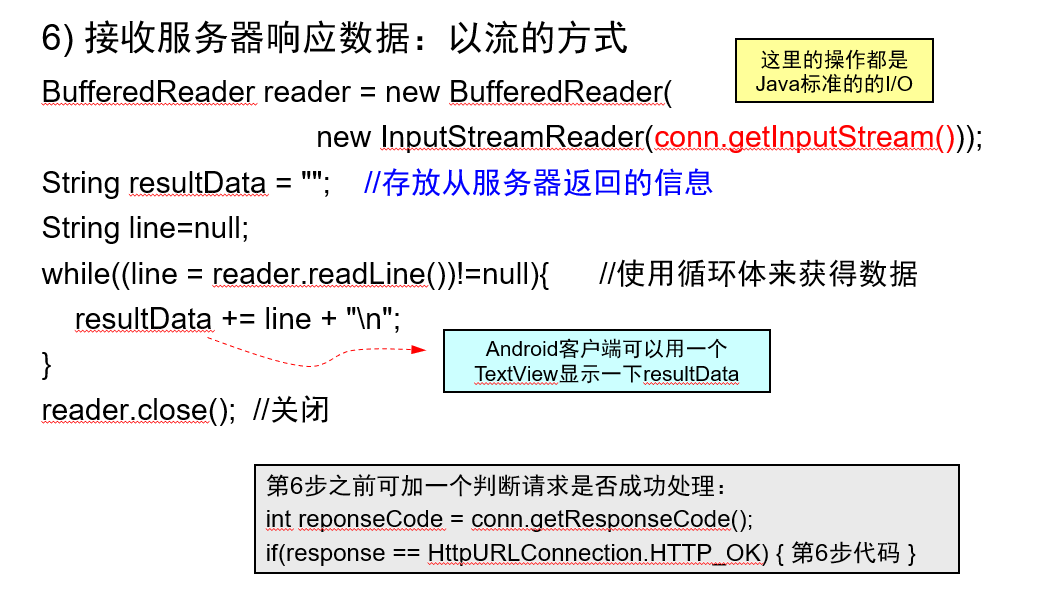 6) 接收服务器响应数据：以流的方式
这里的操作都是
Java标准的的I/O
BufferedReader reader = new BufferedReader(
new InputStreamReader(conn.getInputStream()));
String resultData = ""; //存放从服务器返回的信息
String line=null;
while((line = reader.readLine())!=null){ //使用循环体来获得数据
resultData += line + "\n";
}
Android客户端可以用一个
TextView显示一下resultData
reader.close(); //关闭
第6步之前可加一个判断请求是否成功处理：
int reponseCode = conn.getResponseCode();
if(response == HttpURLConnection.HTTP_OK) { 第6步代码 }